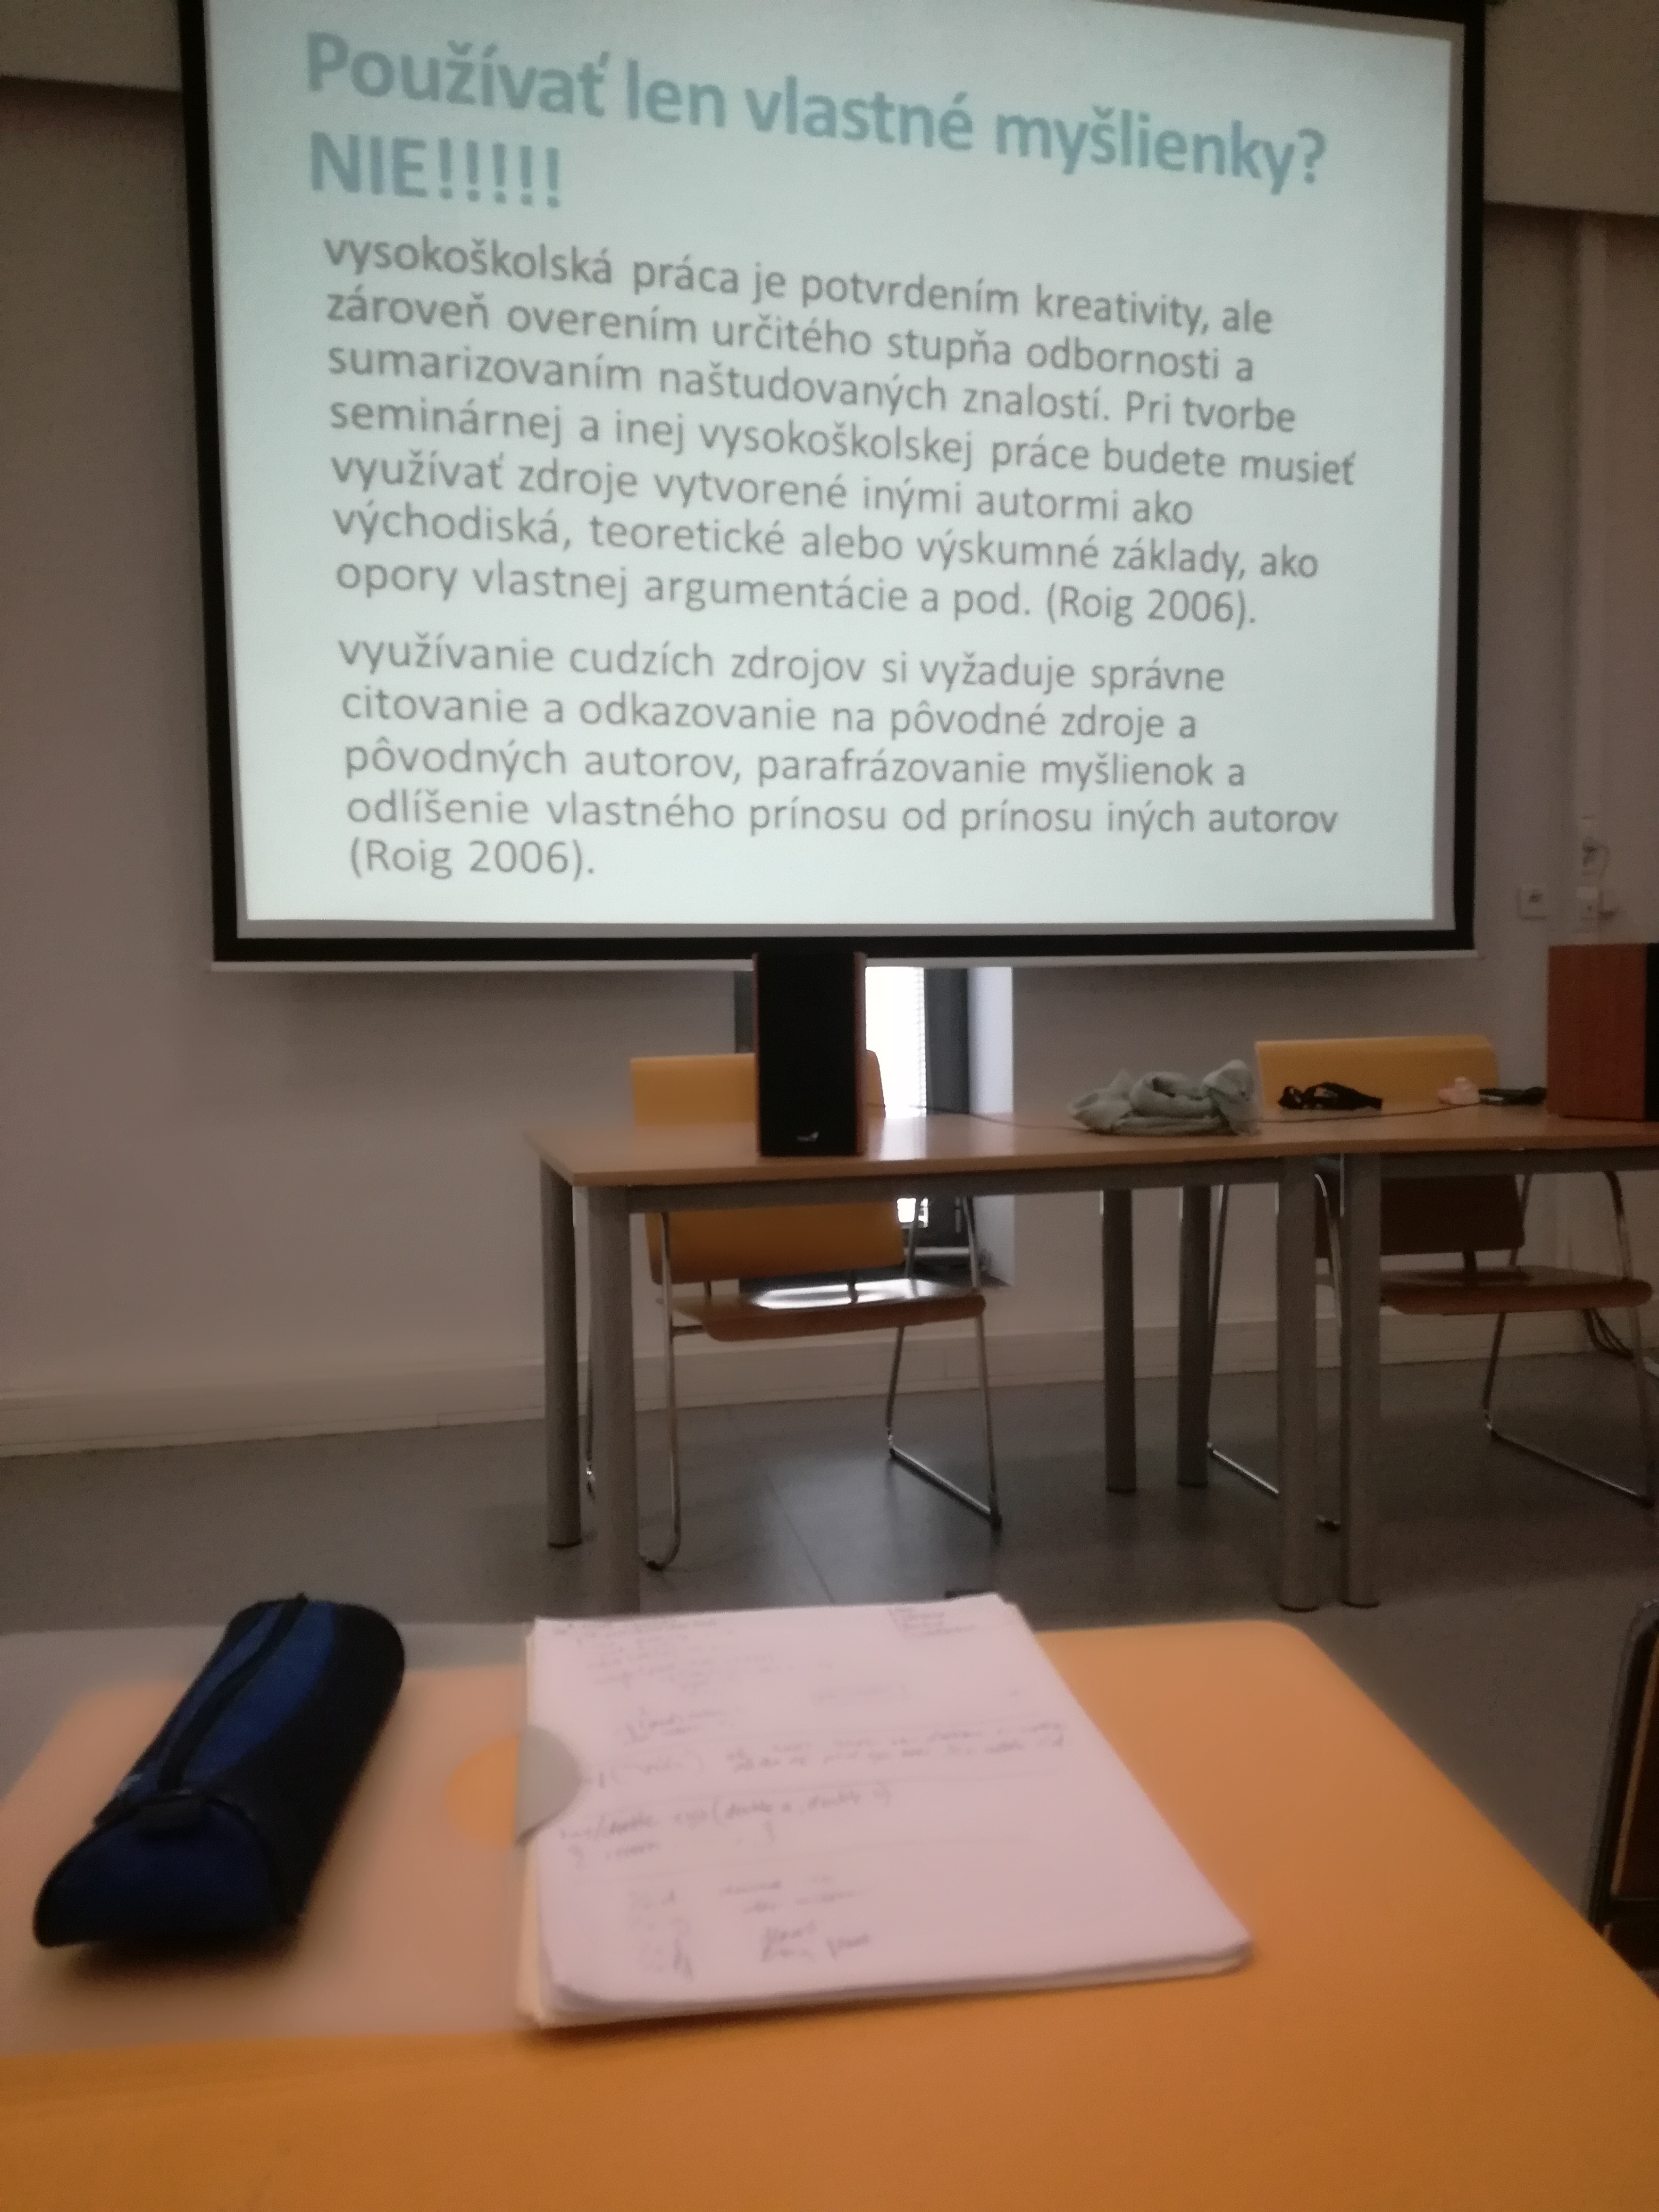 Používať len vlastné myšlienky?
NIE!!!!!
vysokoškolská práca je potvrdením kreativity, ale
zároveň overením určitého stupňa odbornosti a
sumarizovaním naštudovaných znalostí. Pri tvorbe
seminárnej a inej vysokoškolskej práce budete musieť
využívať zdroje vytvorené inými autormi ako
východiská, teoretické alebo výskumné základy, ako
opory vlastnej argumentácie a pod. (Roig 2006).
využívanie cudzích zdrojov si vyžaduje správne
citovanie a odkazovanie na pôvodné zdroje a
pôvodných autorov, parafrázovanie myšlienok a
odlíšenie vlastného prínosu od prínosu iných autorov
(Roig 2006).